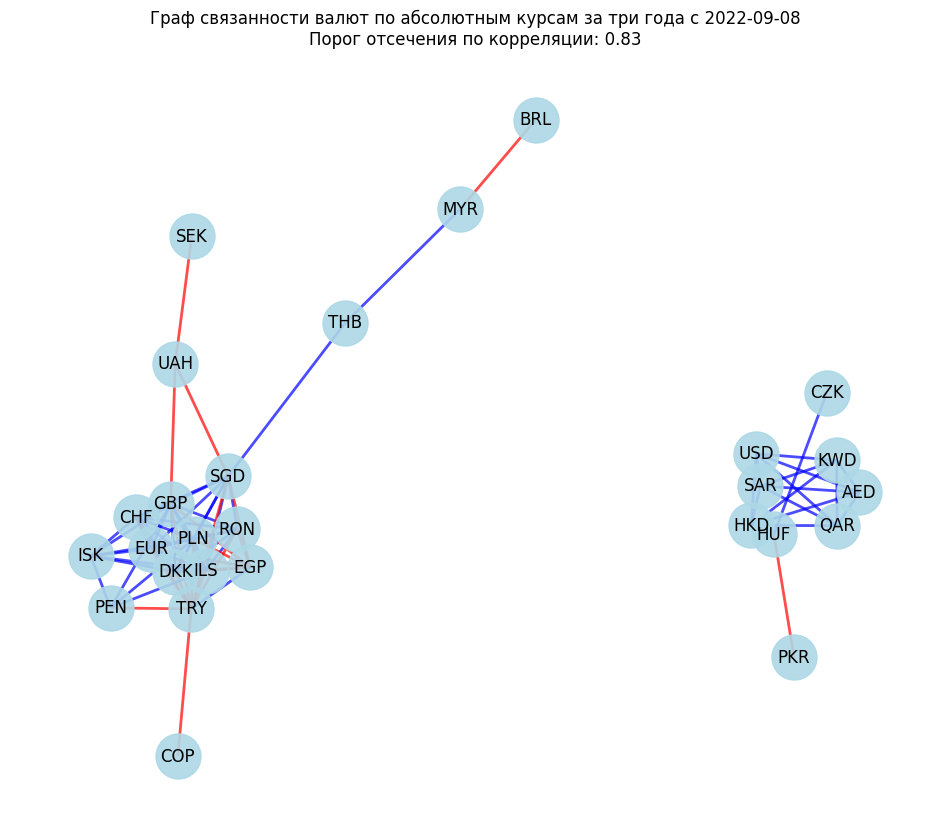 Граф связанности валют по абсолютным курсам за три года с 2022-09-08
Порог отсечения по корреляции: 0.83
BRL
MYR
SEK
THB
UAH
CZK
USD
KWD
SGD
SAR
AED
GBP
CHF
HKD
QAR
RON
HUF
PLN
EUR
ISK
EGP
DKK
ILS
PEN
TRY
PKR
COP